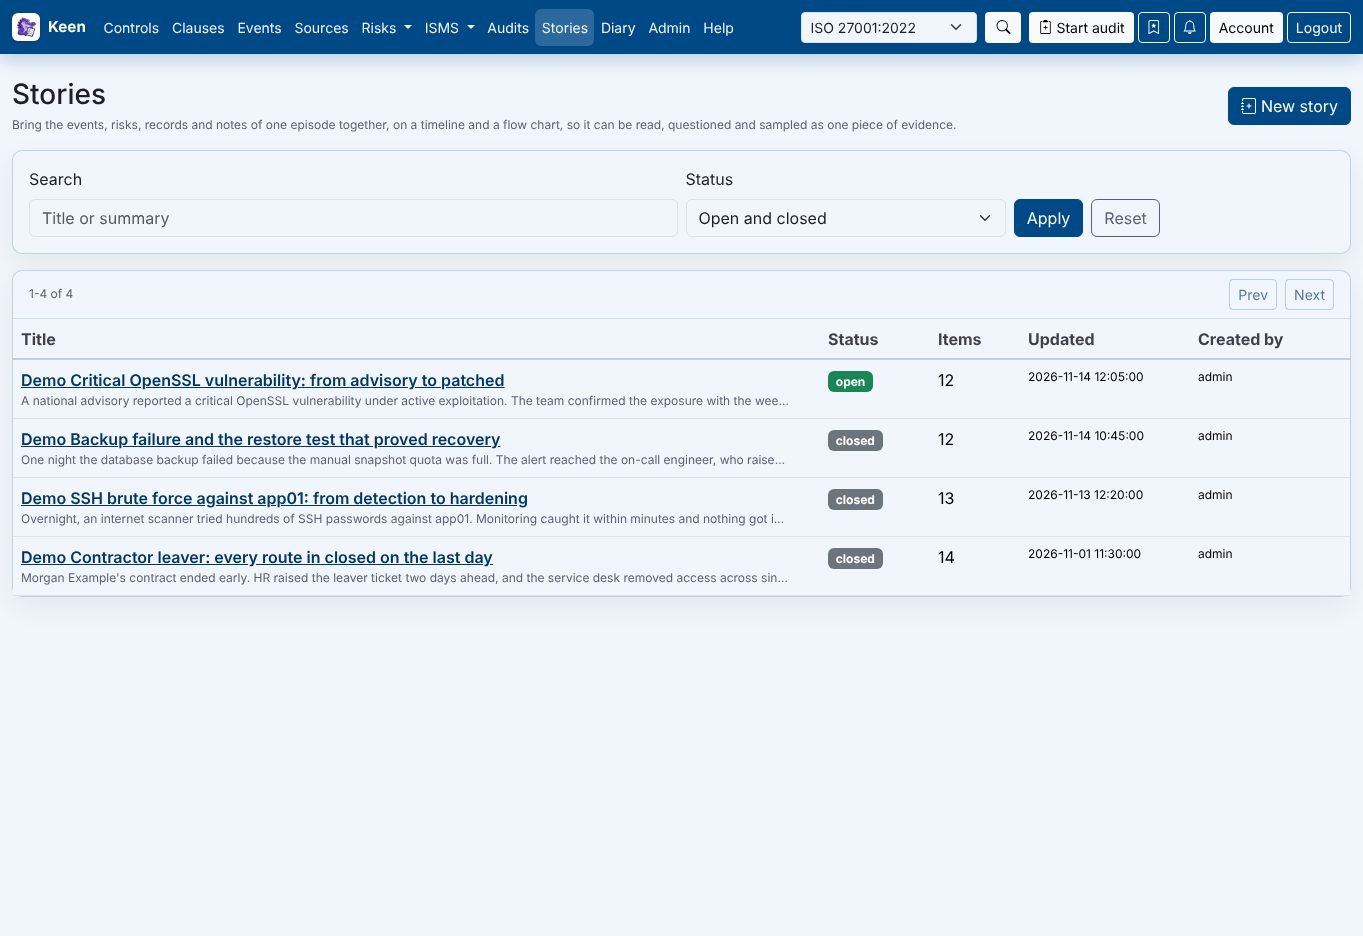 Keen Controls Clauses Events Sources Risks ISMS Audits Stories Diary Admin Help ISO 27001:2022 Start audit Account Logout
Stories
New story
Bring the events, risks, records and notes of one episode together, on a timeline and a flow chart, so it can be read, questioned and sampled as one piece of evidence.
Search Status
Title or summary Open and closed Apply Reset
1-4 of 4 Prev Next
Title Status Items Updated Created by
Demo Critical OpenSSL vulnerability: from advisory to patched open 12 2026-11-14 12:05:00 admin
A national advisory reported a critical OpenSSL vulnerability under active exploitation. The team confirmed the exposure with the wee...
Demo Backup failure and the restore test that proved recovery closed 12 2026-11-14 10:45:00 admin
One night the database backup failed because the manual snapshot quota was full. The alert reached the on-call engineer, who raise...
Demo SSH brute force against app01: from detection to hardening closed 13 2026-11-13 12:20:00 admin
Overnight, an internet scanner tried hundreds of SSH passwords against app01. Monitoring caught it within minutes and nothing got i...
Demo Contractor leaver: every route in closed on the last day closed 14 2026-11-01 11:30:00 admin
Morgan Example's contract ended early. HR raised the leaver ticket two days ahead, and the service desk removed access across sin...